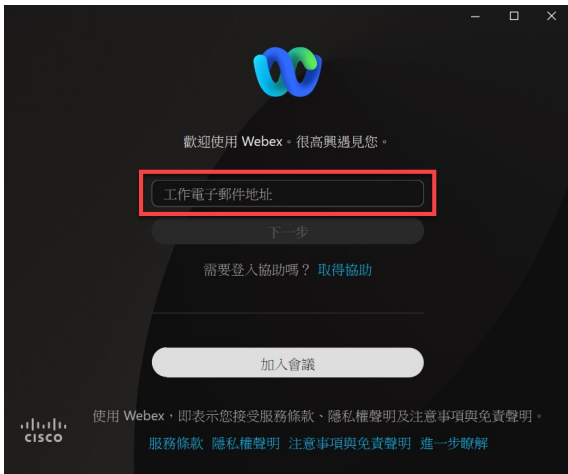 歡迎使用 Webex。很高興遇見您。
工作電子郵件地址
下一步
需要登入協助嗎？ 取得協助
加入會議
使用 Webex，即表示您接受服務條款、隱私權聲明及注意事項與免責聲明。
CISCO
服務條款 隱私權聲明 注意事項與免責聲明 進一步瞭解